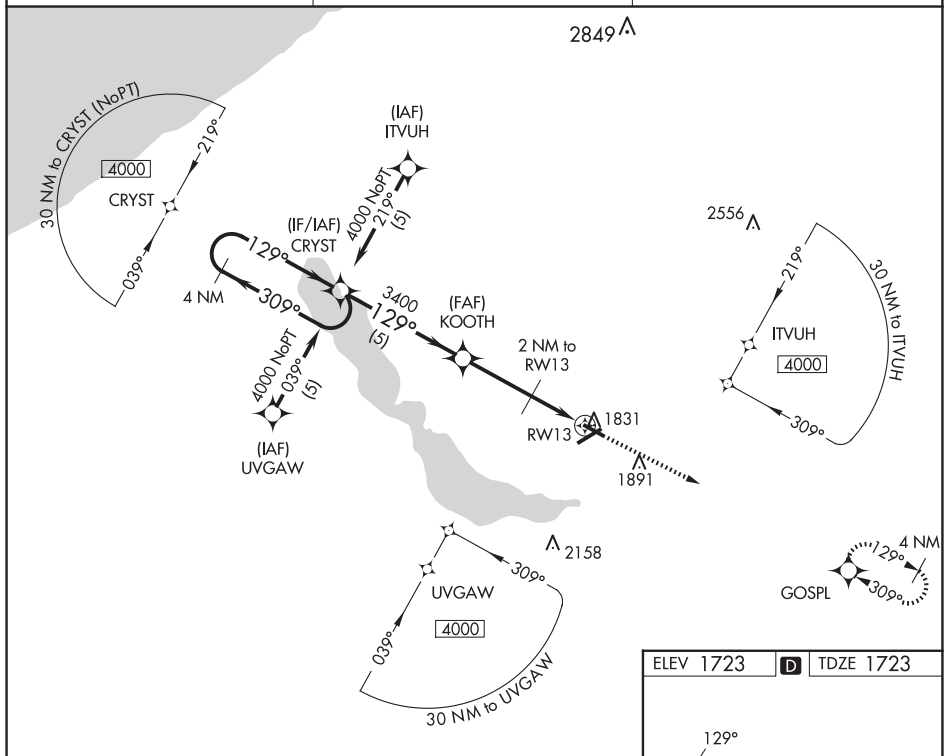 2849
30 NM to CRYST (NoPT)
219°
4000
CRYST
039°
(IAF)
ITVUH
4000 NoPT
219°
(5)
(IF/IAF)
CRYST
129°
4 NM
309°
3400
129°
(5)
(FAF)
KOOTH
2 NM to
RW13
RW13
1831
1891
4000 NoPT
039°
(5)
(IAF)
UVGAW
2556
219°
30 NM to ITVUH
ITVUH
4000
309°
2158
309°
UVGAW
4000
039°
30 NM to UVGAW
4 NM
129°
309°
GOSPL
ELEV 1723 D TDZE 1723
129°